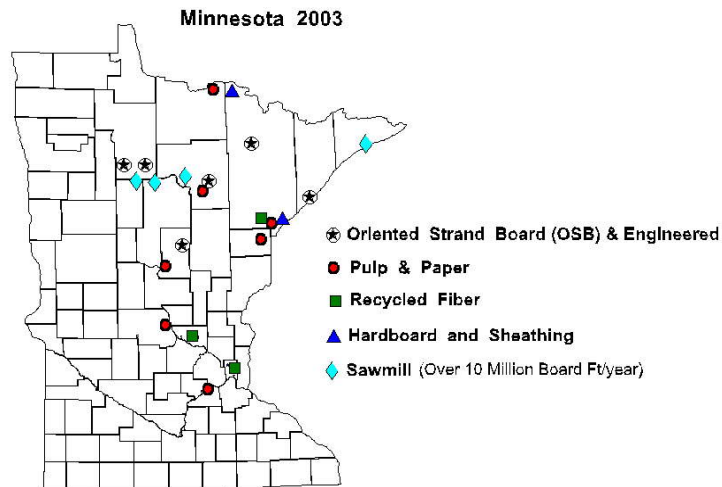 Minnesota 2003
Oriented Strand Board (OSB) & Engineered
Pulp & Paper
Recycled Fiber
Hardboard and Sheathing
Sawmill (Over 10 Million Board Ft/year)